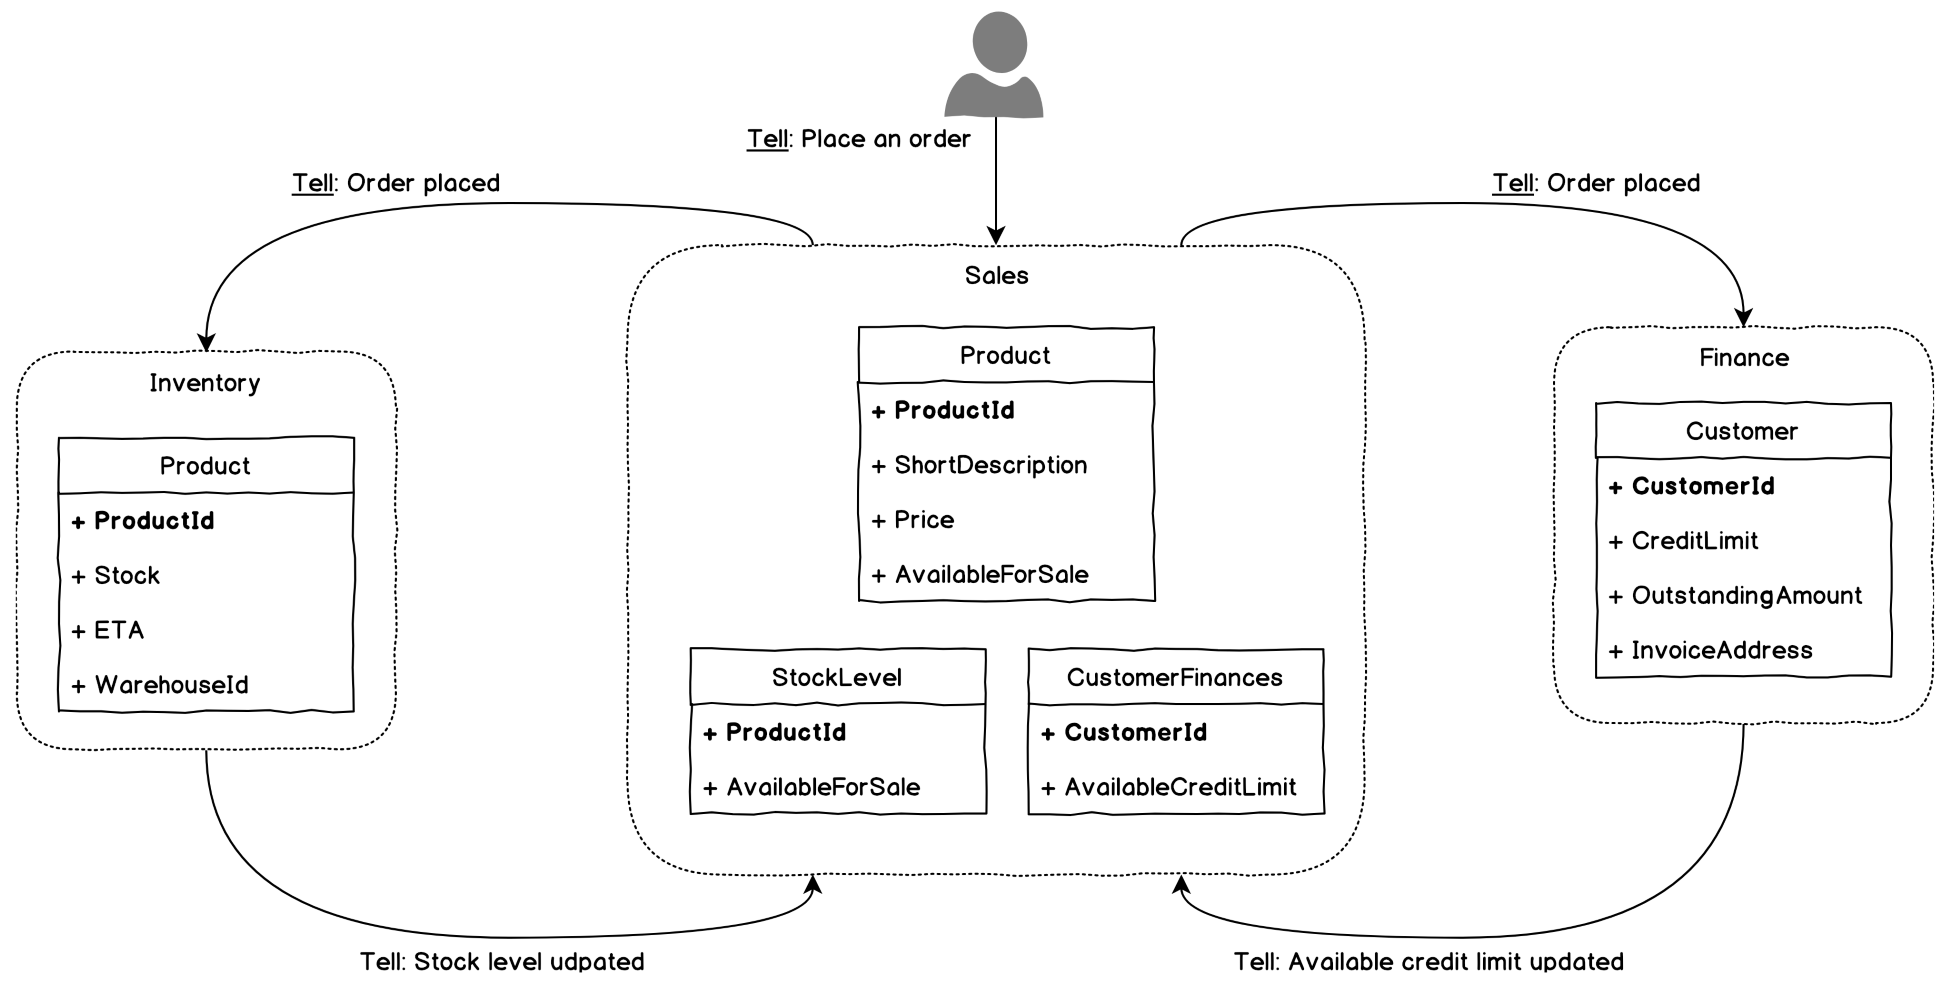 Tell: Place an order
Tell: Order placed
Tell: Order placed
Inventory
Product
+ ProductId
+ Stock
+ ETA
+ WarehouseId
Sales
Product
+ ProductId
+ ShortDescription
+ Price
+ AvailableForSale
StockLevel
+ ProductId
+ AvailableForSale
CustomerFinances
+ CustomerId
+ AvailableCreditLimit
Finance
Customer
+ CustomerId
+ CreditLimit
+ OutstandingAmount
+ InvoiceAddress
Tell: Stock level udpated
Tell: Available credit limit updated